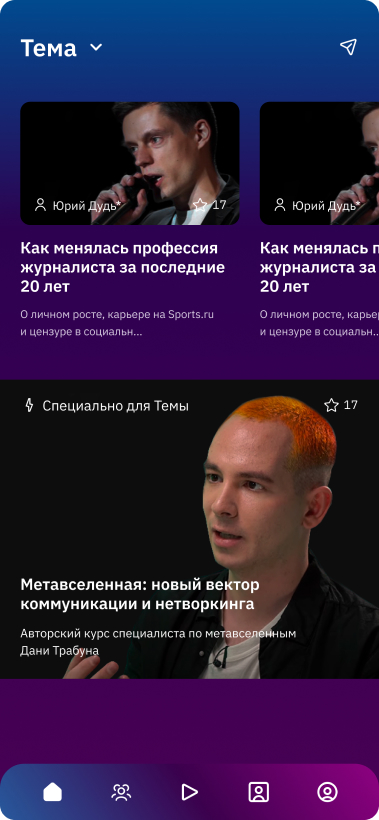 Тема
Юрий Дудь*
17
Юрий Дудь*
Как менялась профессия
журналиста за последние
20 лет
О личном росте, карьере на Sports.ru
и цензуре в социальн...
Как менялась п
журналиста за
20 лет
О личном росте, карье
и цензуре в социальн..
Специально для Темы
17
Метавселенная: новый вектор
коммуникации и нетворкинга
Авторский курс специалиста по метавселенным
Дани Трабуна